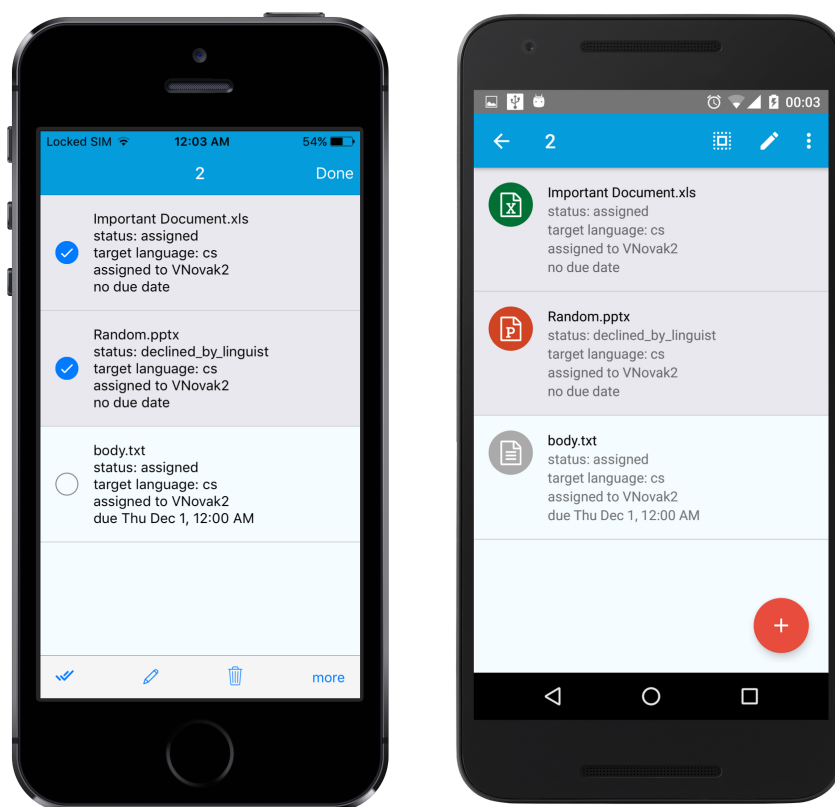 Locked SIM 12:03 AM 54%
2 Done
Important Document.xls
status: assigned
target language: cs
assigned to VNovak2
no due date
Random.pptx
status: declined_by_linguist
target language: cs
assigned to VNovak2
no due date
body.txt
status: assigned
target language: cs
assigned to VNovak2
due Thu Dec 1, 12:00 AM
more
00:03
2
Important Document.xls
status: assigned
target language: cs
assigned to VNovak2
no due date
Random.pptx
status: declined_by_linguist
target language: cs
assigned to VNovak2
no due date
body.txt
status: assigned
target language: cs
assigned to VNovak2
due Thu Dec 1, 12:00 AM